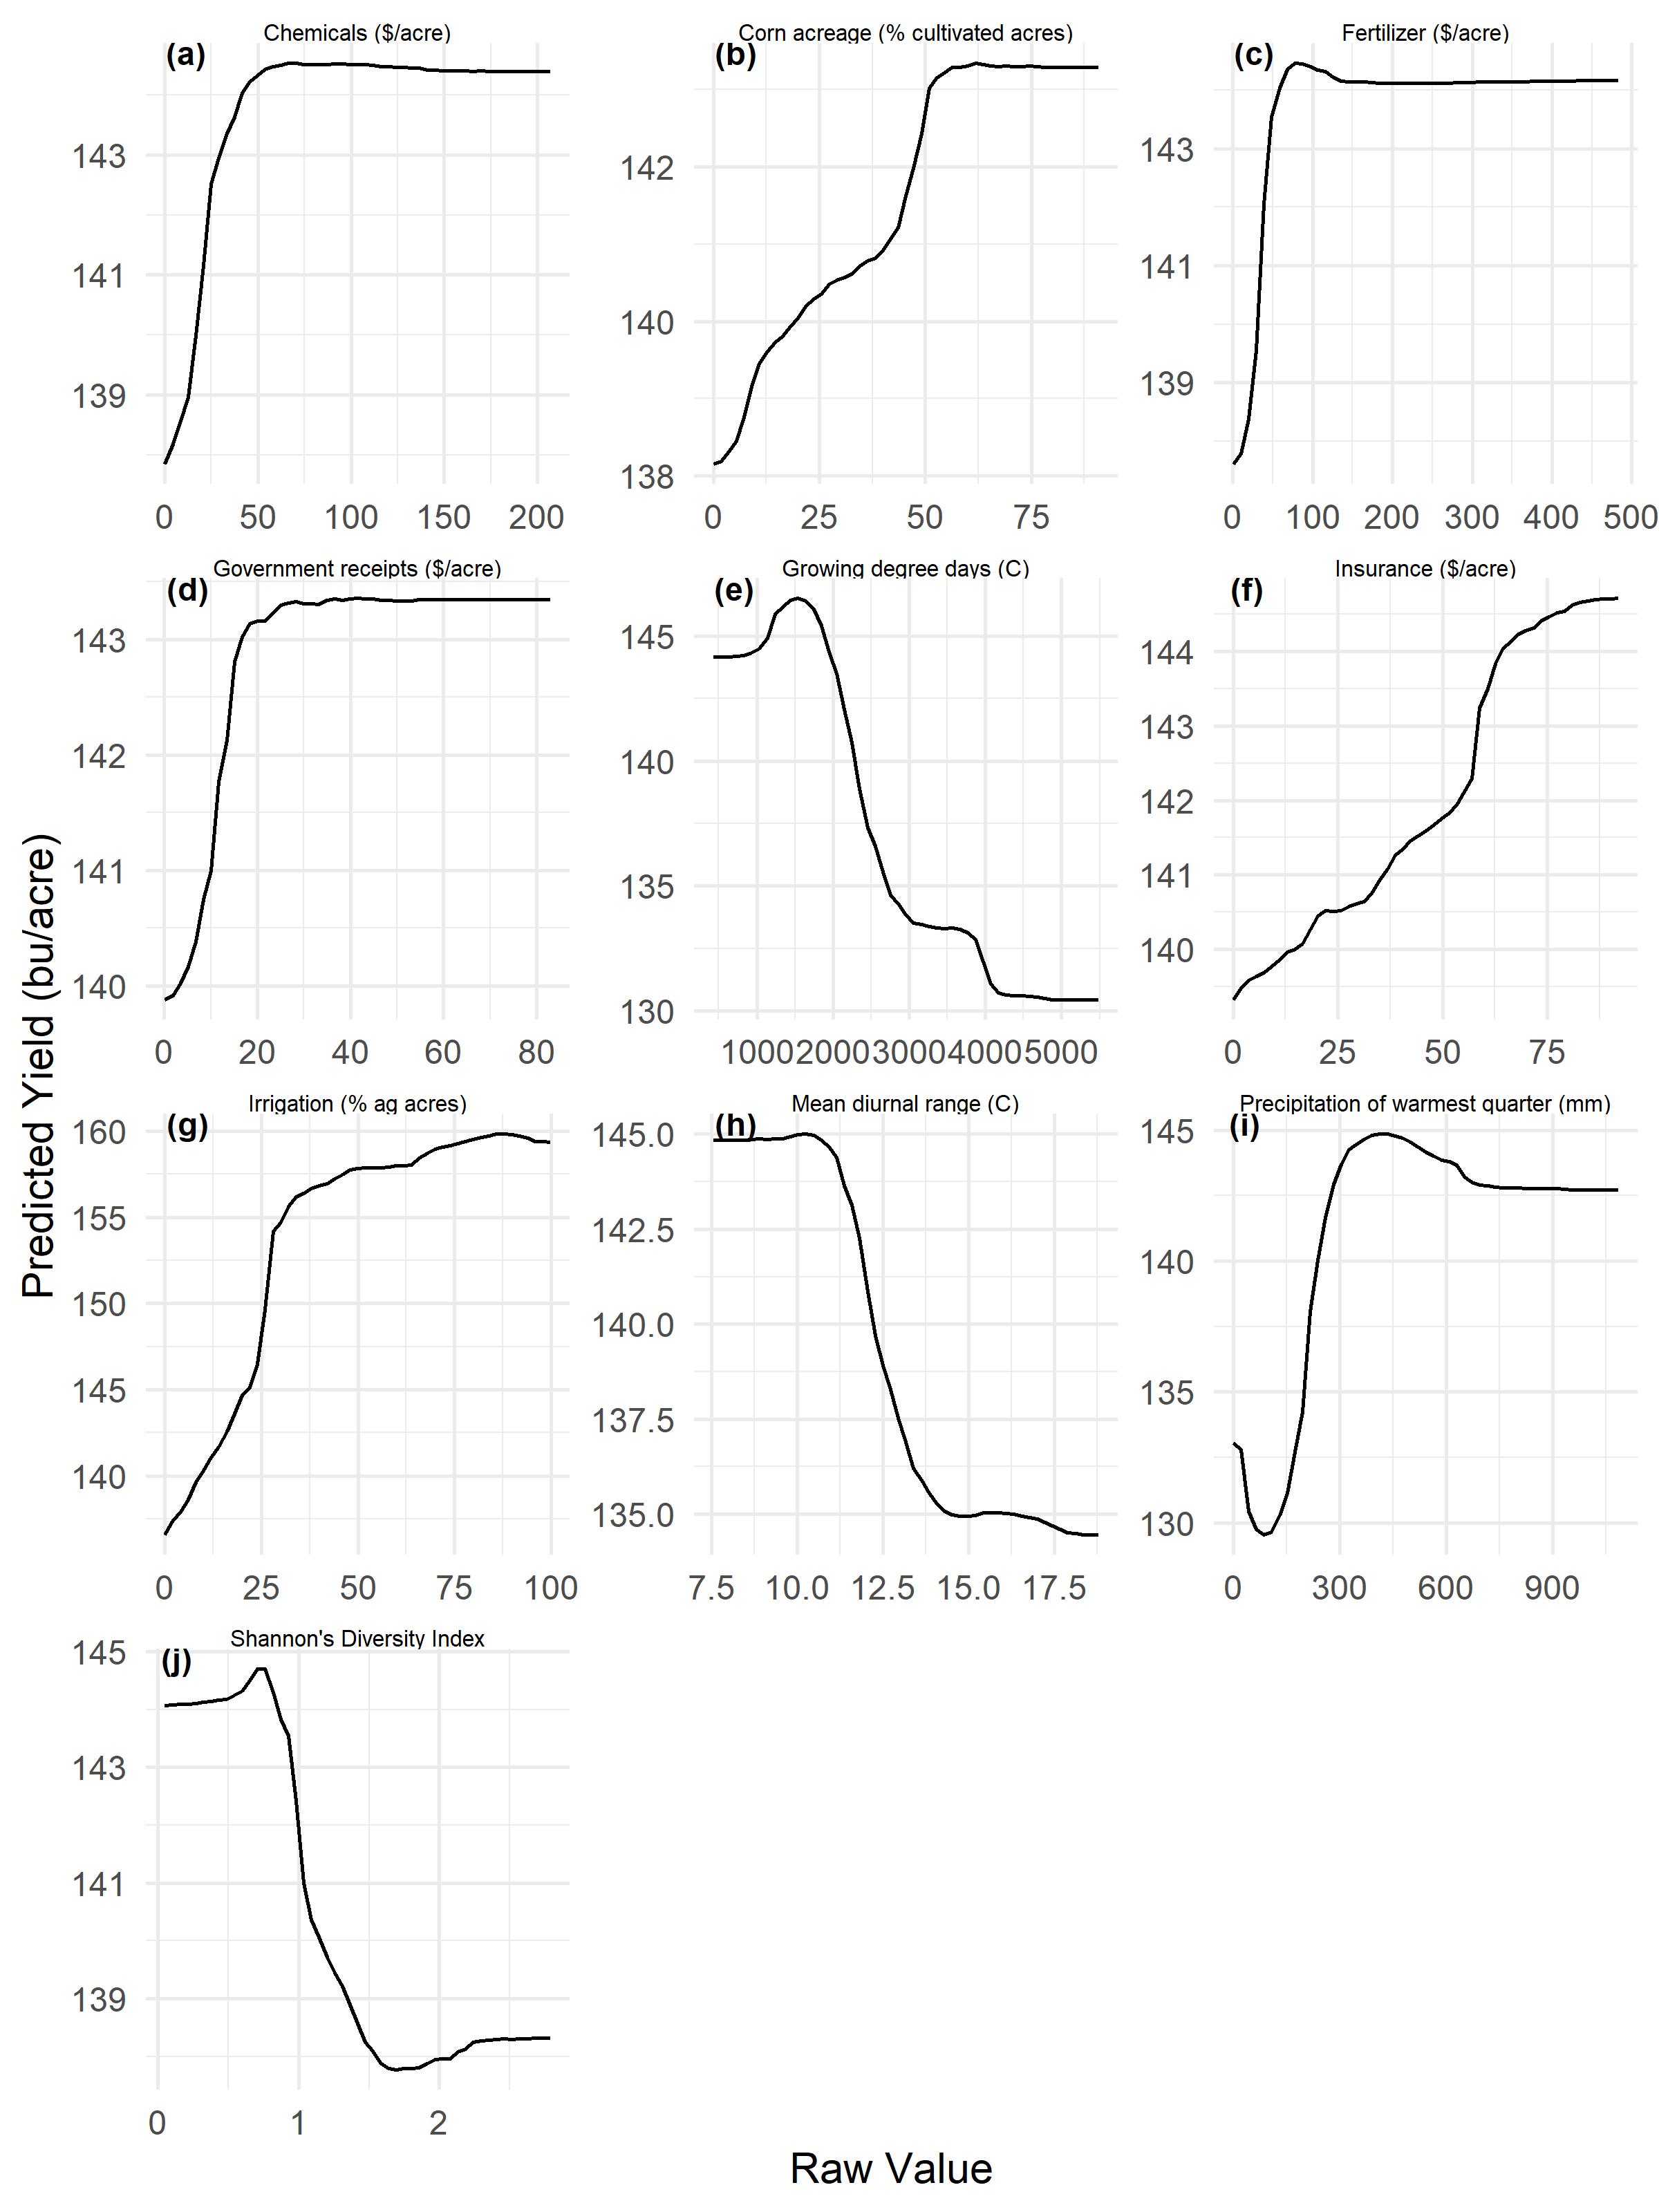 Chemicals ($/acre)
(a)
143
141
139
0 50 100 150 200
Corn acreage (% cultivated acres)
(b)
142
140
138
0 25 50 75
Fertilizer ($/acre)
(c)
143
141
139
0 100 200 300 400 500
Government receipts ($/acre)
(d)
143
142
141
140
0 20 40 60 80
Growing degree days (C)
(e)
145
140
135
130
1000 2000 3000 4000 5000
Insurance ($/acre)
(f)
144
143
142
141
140
0 25 50 75
Irrigation (% ag acres)
(g)
160
155
150
145
140
0 25 50 75 100
Mean diurnal range (C)
(h)
145.0
142.5
140.0
137.5
135.0
7.5 10.0 12.5 15.0 17.5
Precipitation of warmest quarter (mm)
(i)
145
140
135
130
0 300 600 900
Shannon's Diversity Index
(j)
145
143
141
139
0 1 2
Predicted Yield (bu/acre)
Raw Value